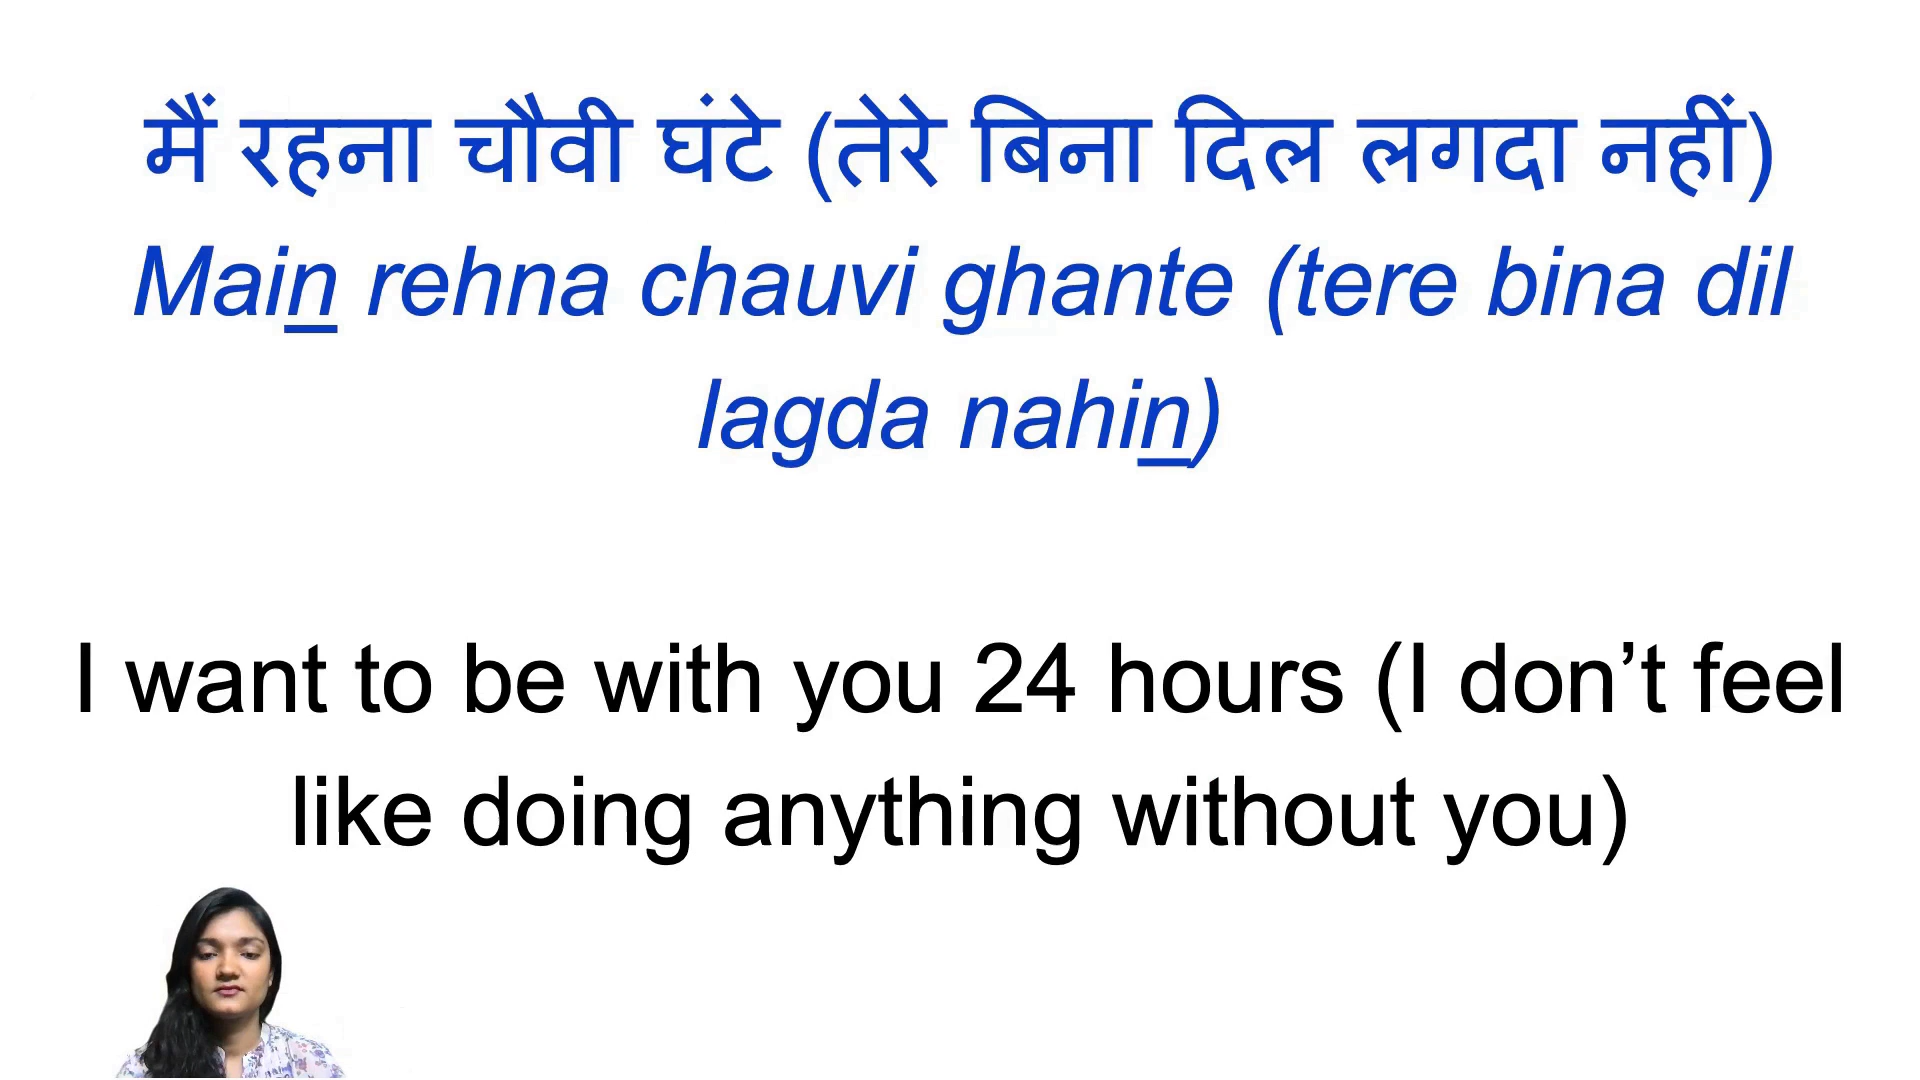 मैं रहना चौवी घंटे (तेरे बिना दिल लगदा नहीं)
Main rehna chauvi ghante (tere bina dil
lagda nahin)
I want to be with you 24 hours (I don’t feel
like doing anything without you)